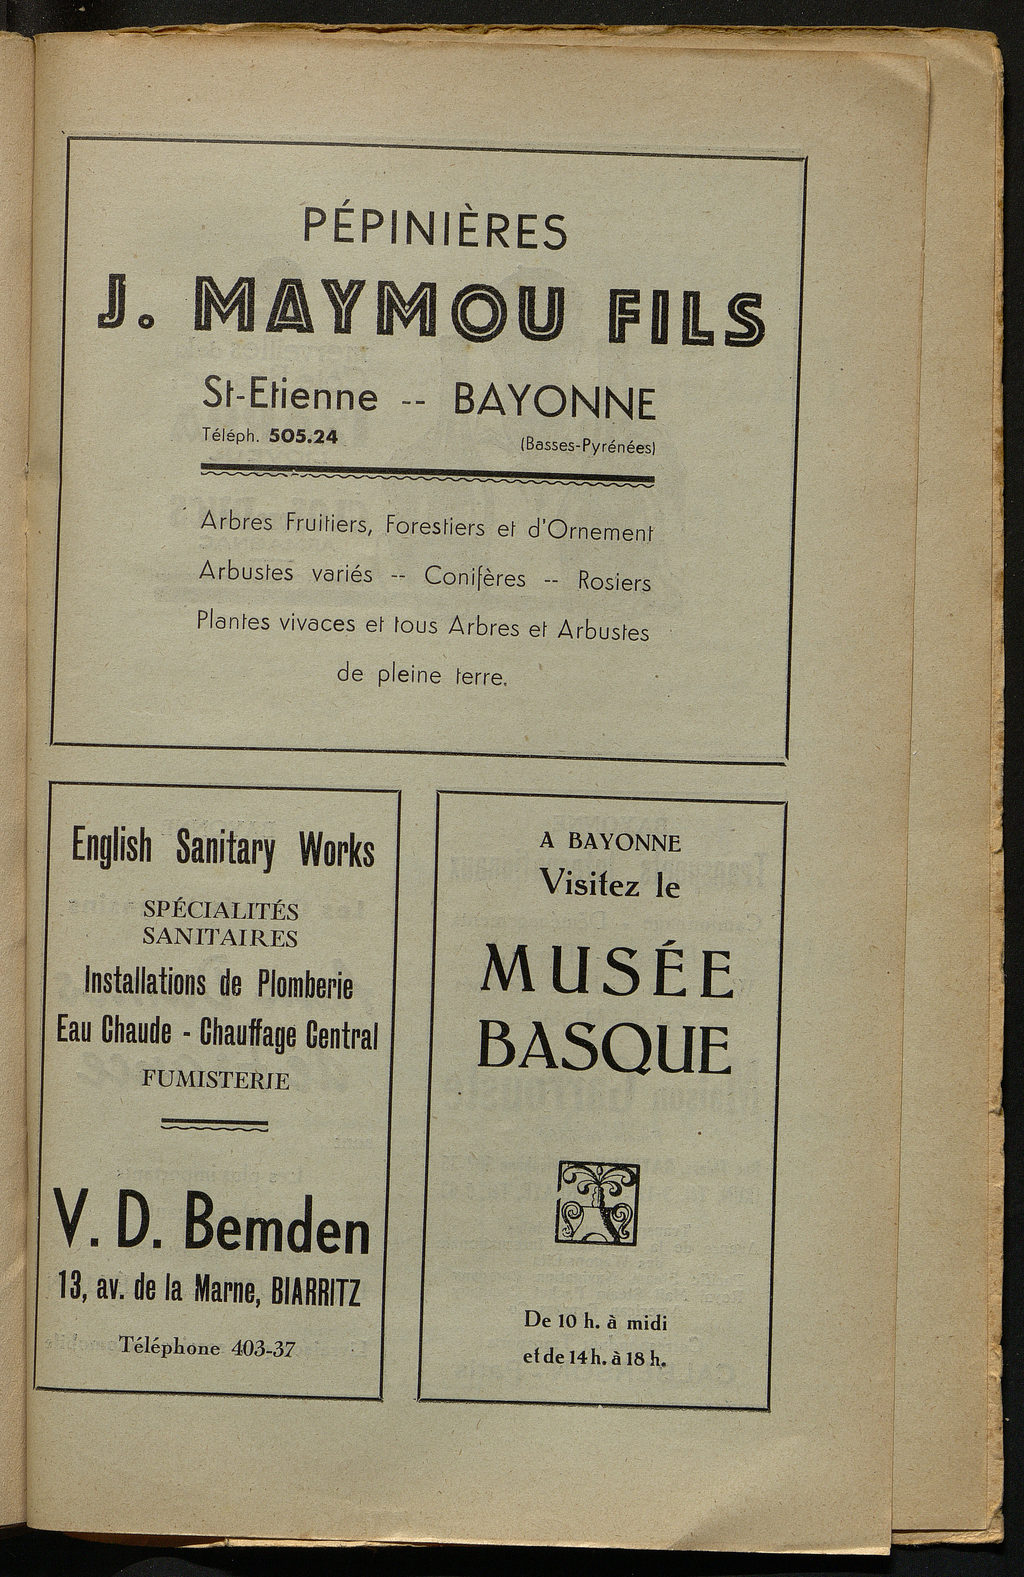 PÉPINIÈRES
J. MAYMOU FILS
St-Etienne -- BAYONNE
Téléph. 505.24 (Basses-Pyrénées)
Arbres Fruitiers, Forestiers et d'Ornement
Arbustes variés -- Conifères -- Rosiers
Plantes vivaces et tous Arbres et Arbustes
de pleine terre.
English Sanitary Works
SPÉCIALITÉS
SANITAIRES
Installations de Plomberie
Eau Chaude - Chauffage Central
FUMISTERIE
V. D. Bemden
13, av. de la Marne, BIARRITZ
Téléphone 403-37
A BAYONNE
Visitez le
MUSÉE
BASQUE
De 10 h. à midi
et de 14 h. à 18 h.